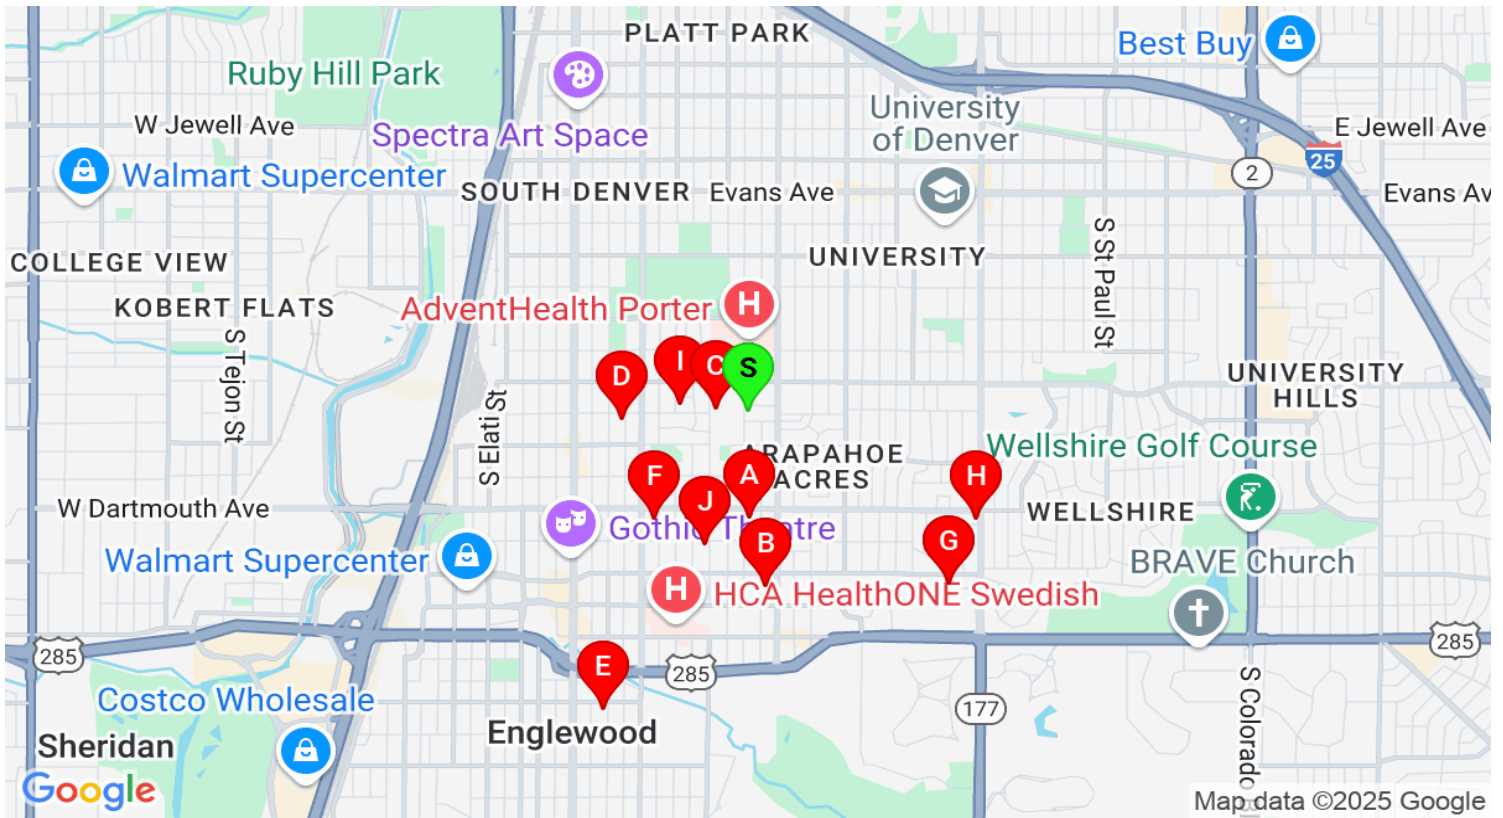 PLATT PARK
Best Buy
Ruby Hill Park
University
of Denver
W Jewell Ave
Spectra Art Space
E Jewell Ave
25
Walmart Supercenter
2
SOUTH DENVER
Evans Ave
Evans Av
S St Paul St
COLLEGE VIEW
UNIVERSITY
KOBERT FLATS
AdventHealth Porter
H
S Tejon St
I
C
S
D
UNIVERSITY
HILLS
S Elati St
ARAPAHOE
ACRES
Wellshire Golf Course
F
A
H
J
W Dartmouth Ave
WELLSHIRE
Gothic Theatre
B
G
Walmart Supercenter
BRAVE Church
H
HCA HealthONE Swedish
285
285
E
285
Costco Wholesale
177
S Colorado Bl
Englewood
Sheridan
Google
Map data ©2025 Google